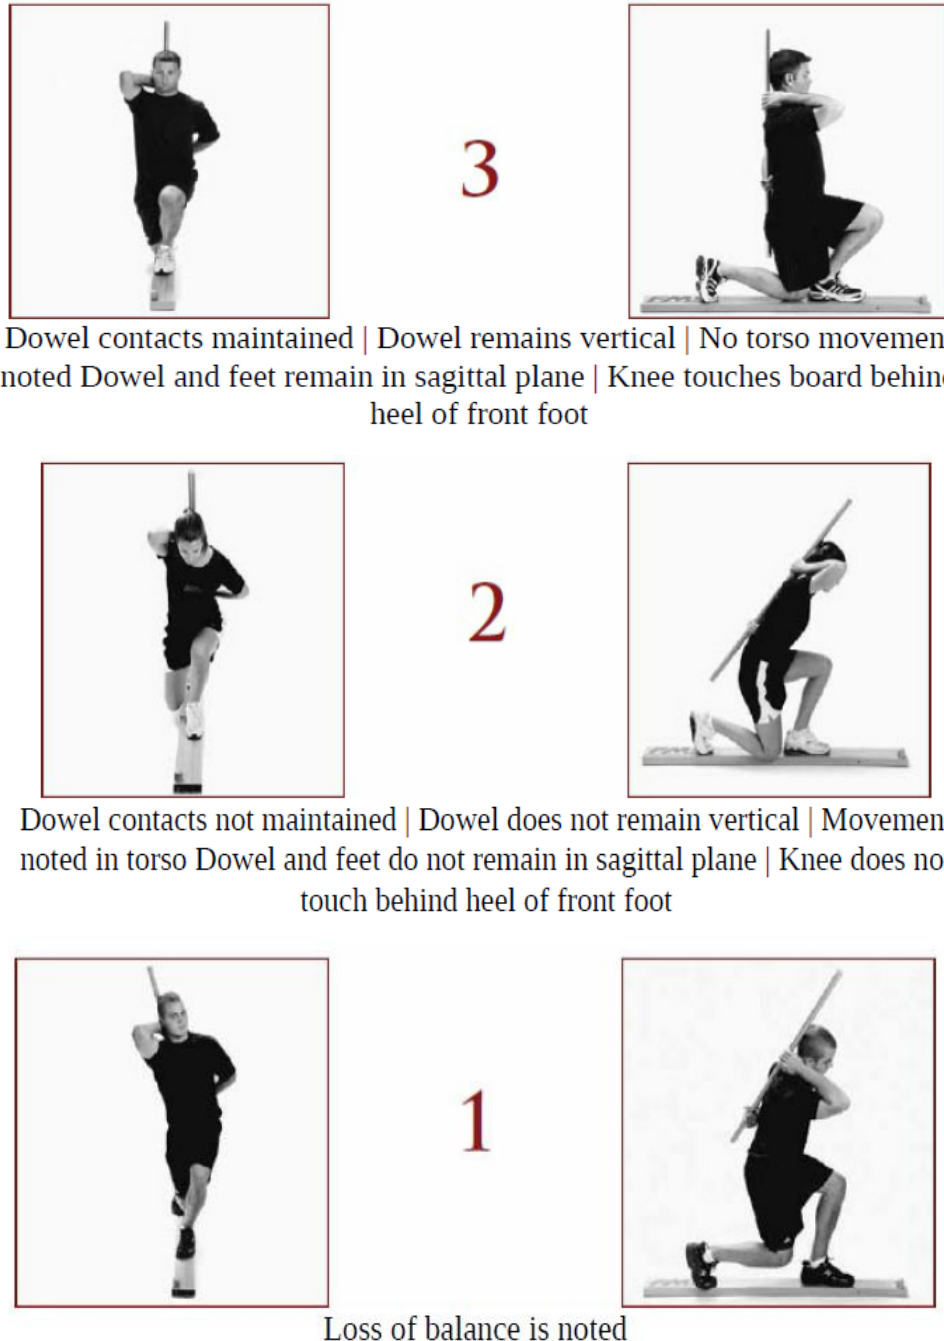 3
Dowel contacts maintained | Dowel remains vertical | No torso movemen
noted Dowel and feet remain in sagittal plane | Knee touches board behind
heel of front foot
2
Dowel contacts not maintained | Dowel does not remain vertical | Movemen
noted in torso Dowel and feet do not remain in sagittal plane | Knee does no
touch behind heel of front foot
1
Loss of balance is noted